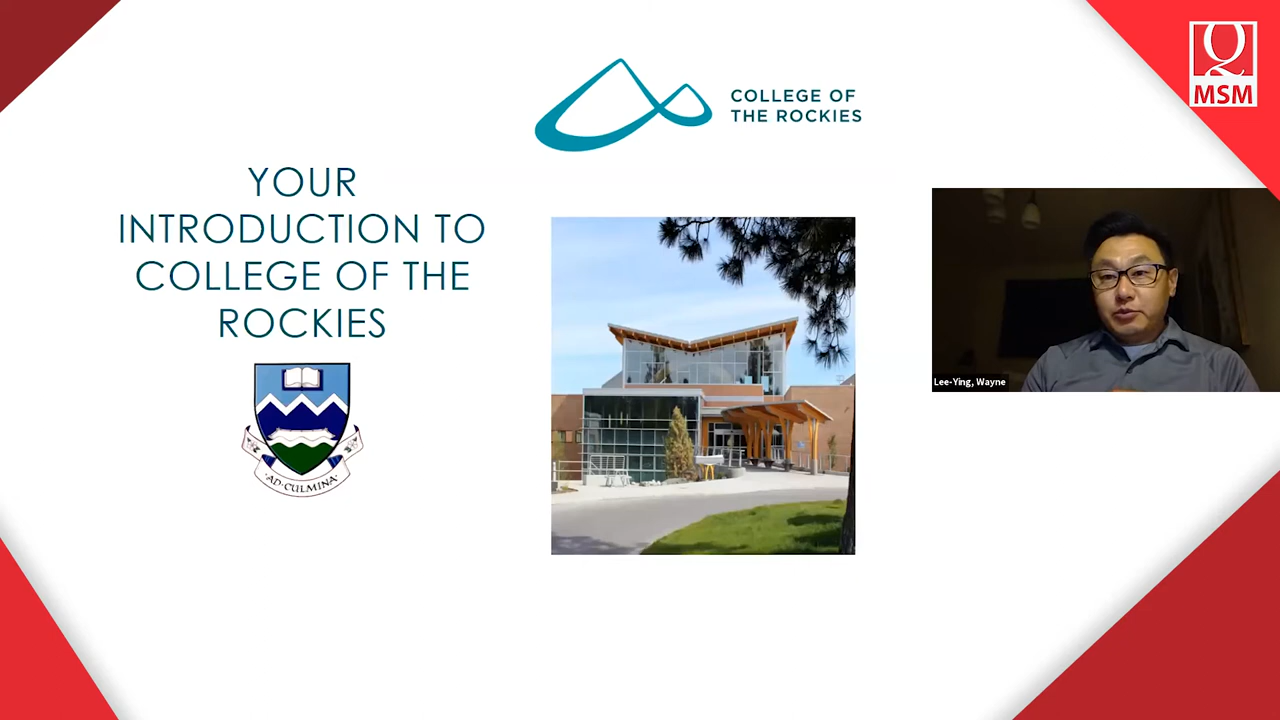 COLLEGE OF
THE ROCKIES
MSM
YOUR
INTRODUCTION TO
COLLEGE OF THE
ROCKIES
Lee-Ying, Wayne
·AD·CULMINA·